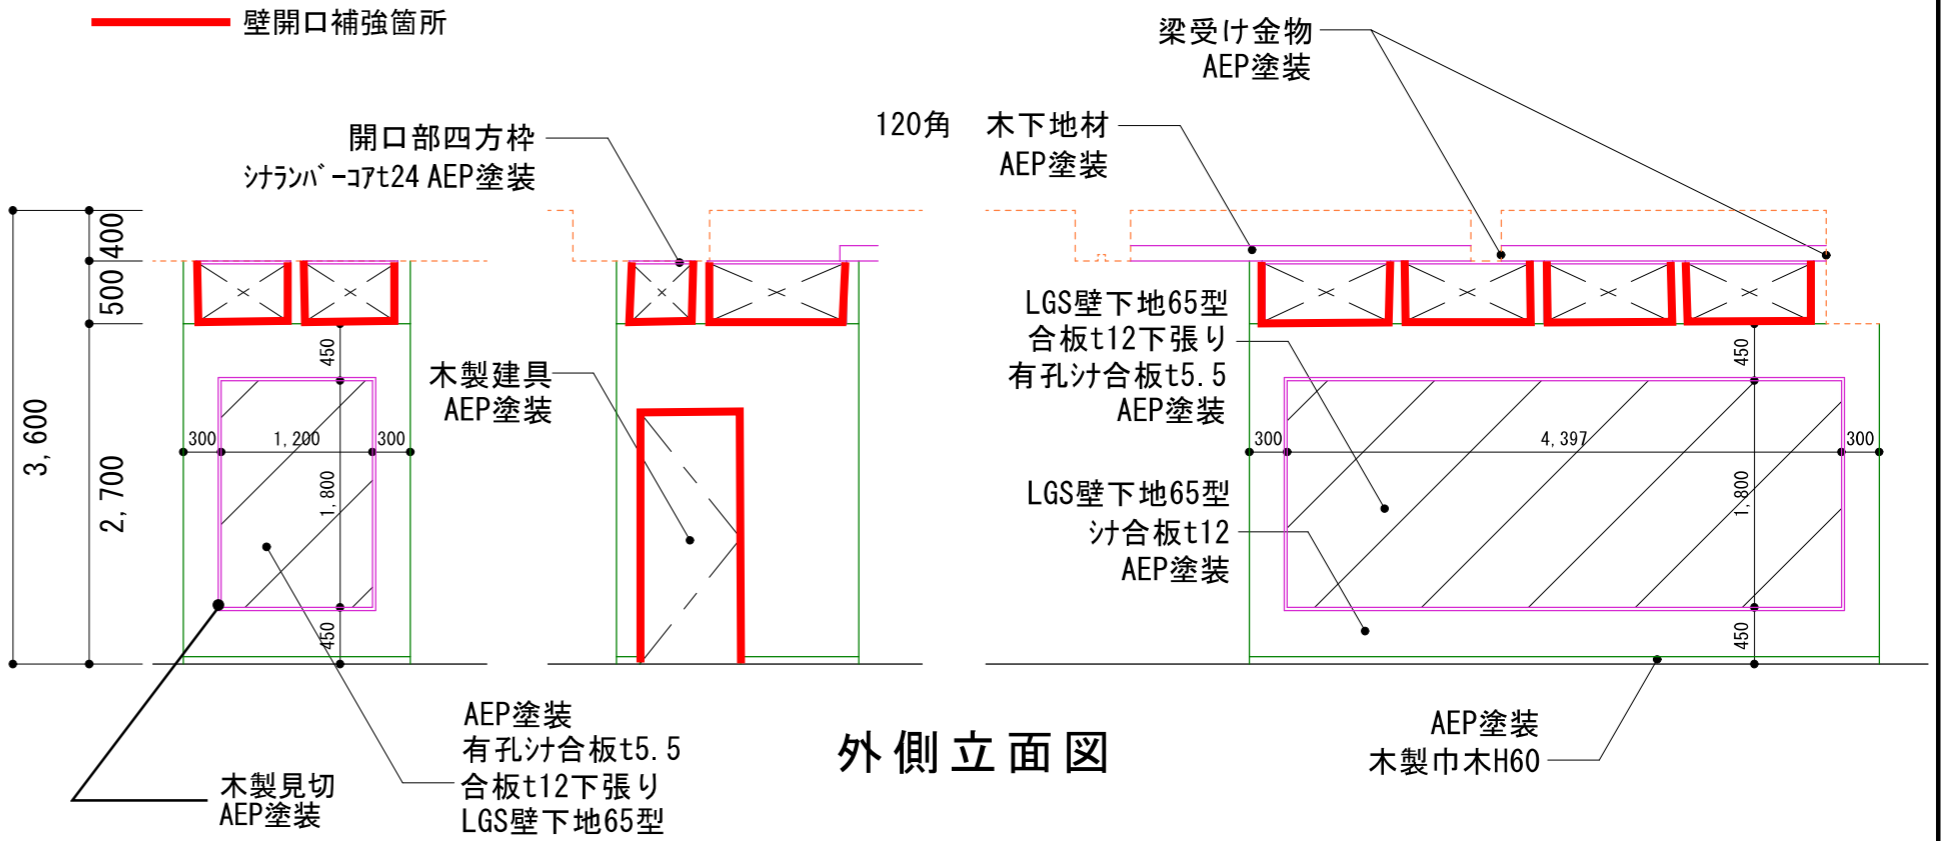 壁開口補強箇所
梁受け金物
AEP塗装
開口部四方枠
シナランバーコアt24 AEP塗装
120角 木下地材
AEP塗装
400
500
3,600
2,700
450
300
1,200
300
1,800
450
木製建具
AEP塗装
LGS壁下地65型
合板t12下張り
有孔シナ合板t5.5
AEP塗装
LGS壁下地65型
シナ合板t12
AEP塗装
450
300
4,397
300
1,800
450
木製見切
AEP塗装
AEP塗装
有孔シナ合板t5.5
合板t12下張り
LGS壁下地65型
外側立面図
AEP塗装
木製巾木H60